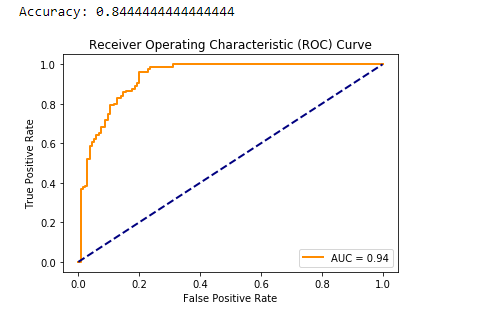 Accuracy: 0.8444444444444444
Receiver Operating Characteristic (ROC) Curve
1.0
0.8
0.6
0.4
0.2
0.0
True Positive Rate
AUC = 0.94
0.0 0.2 0.4 0.6 0.8 1.0
False Positive Rate